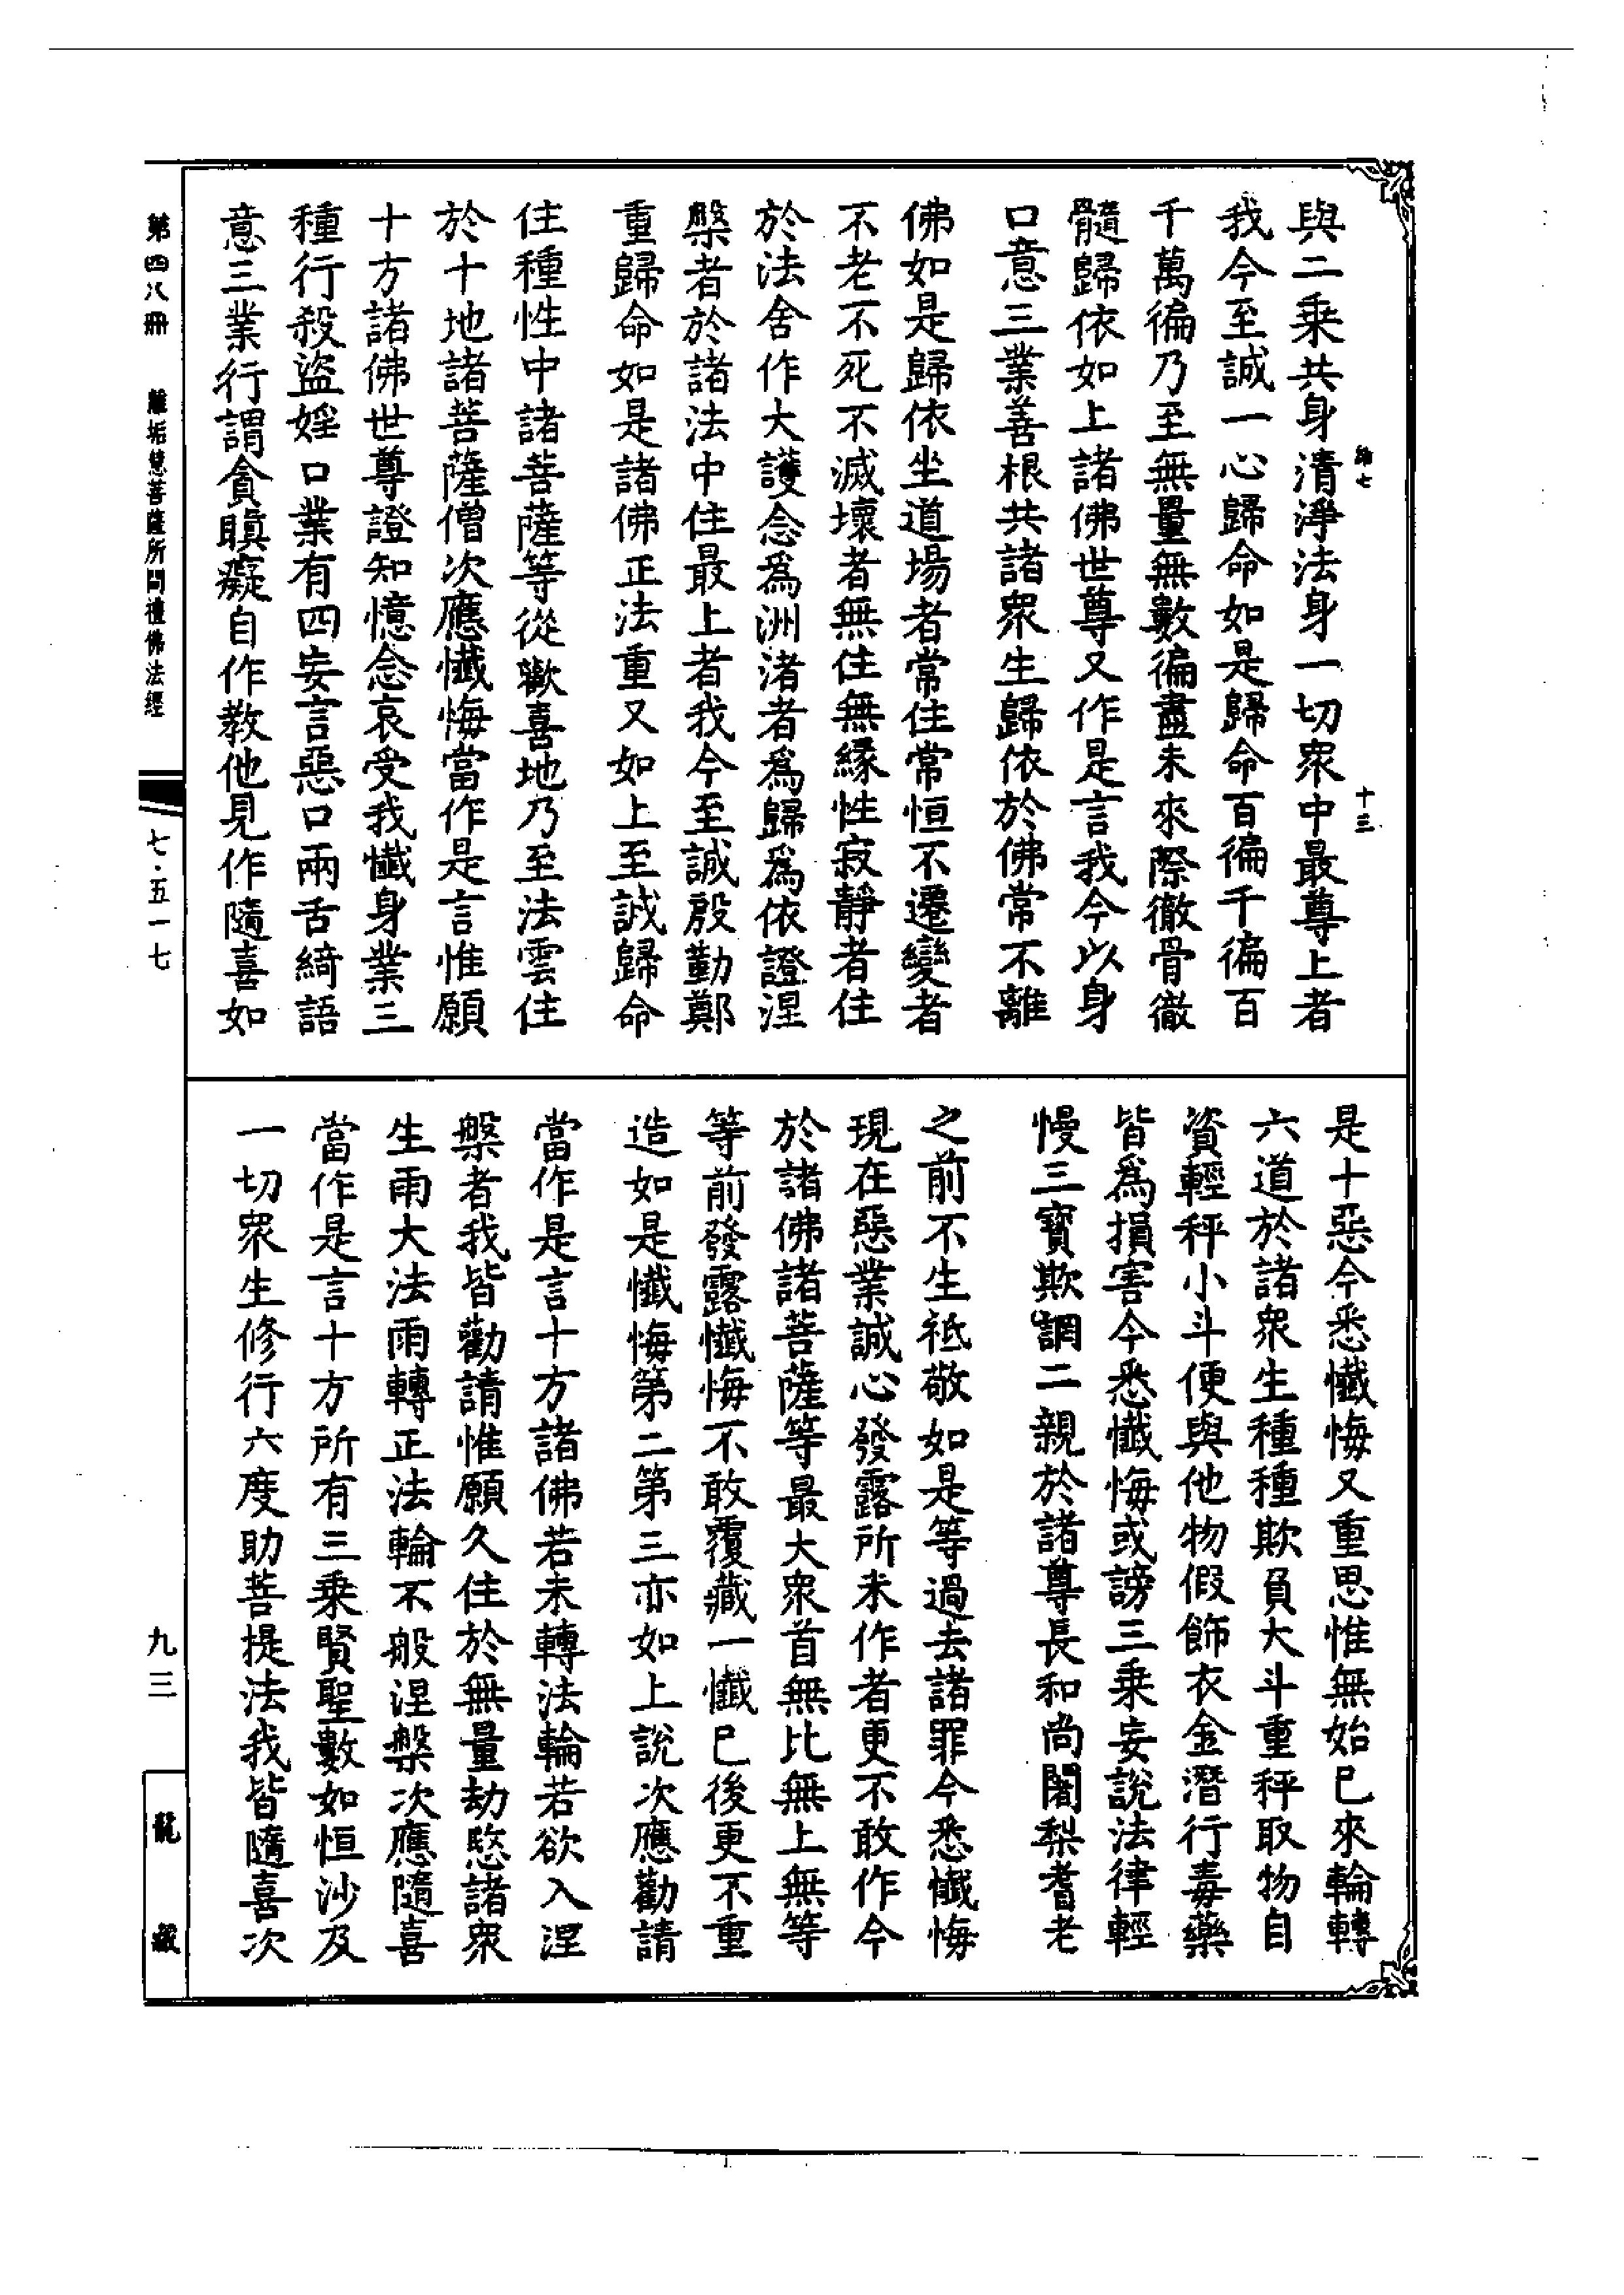 與二乘共身清淨法身一切衆中最尊上者
我今至誠一心歸命如是歸命百徧千徧百
千萬徧乃至無量無數徧盡未來際徹骨徹
髓歸依如上諸佛世尊又作是言我今以身
口意三業善根共諸衆生歸依於佛常不離
佛如是歸依坐道場者常住常恒不遷變者
不老不死不滅壞者無住無緣性寂靜者住
於法舍作大護念爲洲渚者爲歸爲依證涅
槃者於諸法中住最上者我今至誠殷勤鄭
重歸命如是諸佛正法重又如上至誠歸命
住種性中諸菩薩等從歡喜地乃至法雲住
於十地諸菩薩僧次應懺悔當作是言惟願
十方諸佛世尊證知憶念哀受我懺身業三
種行殺盜婬口業有四妄言惡口兩舌綺語
意三業行謂貪瞋癡自作教他見作隨喜如
是十惡今悉懺悔又重思惟無始已來輪轉
六道於諸衆生種種欺負大斗重秤取物自
資輕秤小斗便與他物假飾衣金潛行毒藥
皆爲損害今悉懺悔或謗三乘妄說法律輕
慢三寶欺誷二親於諸尊長和尚闍梨耆老
之前不生祗敬如是等過去諸罪今悉懺悔
現在惡業誠心發露所未作者更不敢作今
於諸佛諸菩薩等最大衆首無比無上無等
等前發露懺悔不敢覆藏一懺已後更不重
造如是懺悔第二第三亦如上說次應勸請
當作是言十方諸佛若未轉法輪若欲入涅
槃者我皆勸請惟願久住於無量劫愍諸衆
生雨大法雨轉正法輪不般涅槃次應隨喜
當作是言十方所有三乘賢聖數如恒沙及
一切衆生修行六度助菩提法我皆隨喜次
十三
第四八冊 離垢慧菩薩所問禮佛法經
七·五一七
九三
龍藏